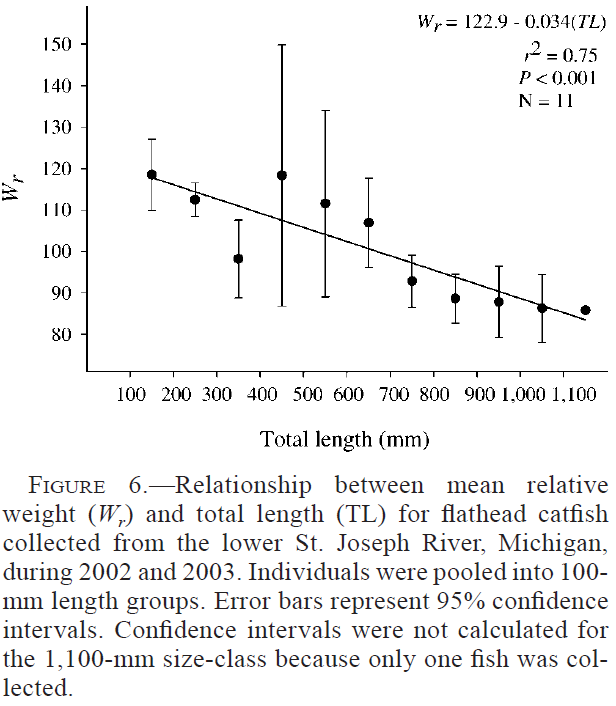 Wr = 122.9 - 0.034(TL)
r2 = 0.75
P < 0.001
N = 11
150
140
130
120
110
100
90
80
Wr
100 200 300 400 500 600 700 800 900 1,000 1,100
Total length (mm)
FIGURE 6.—Relationship between mean relative
weight (Wr) and total length (TL) for flathead catfish
collected from the lower St. Joseph River, Michigan,
during 2002 and 2003. Individuals were pooled into 100-
mm length groups. Error bars represent 95% confidence
intervals. Confidence intervals were not calculated for
the 1,100-mm size-class because only one fish was col-
lected.